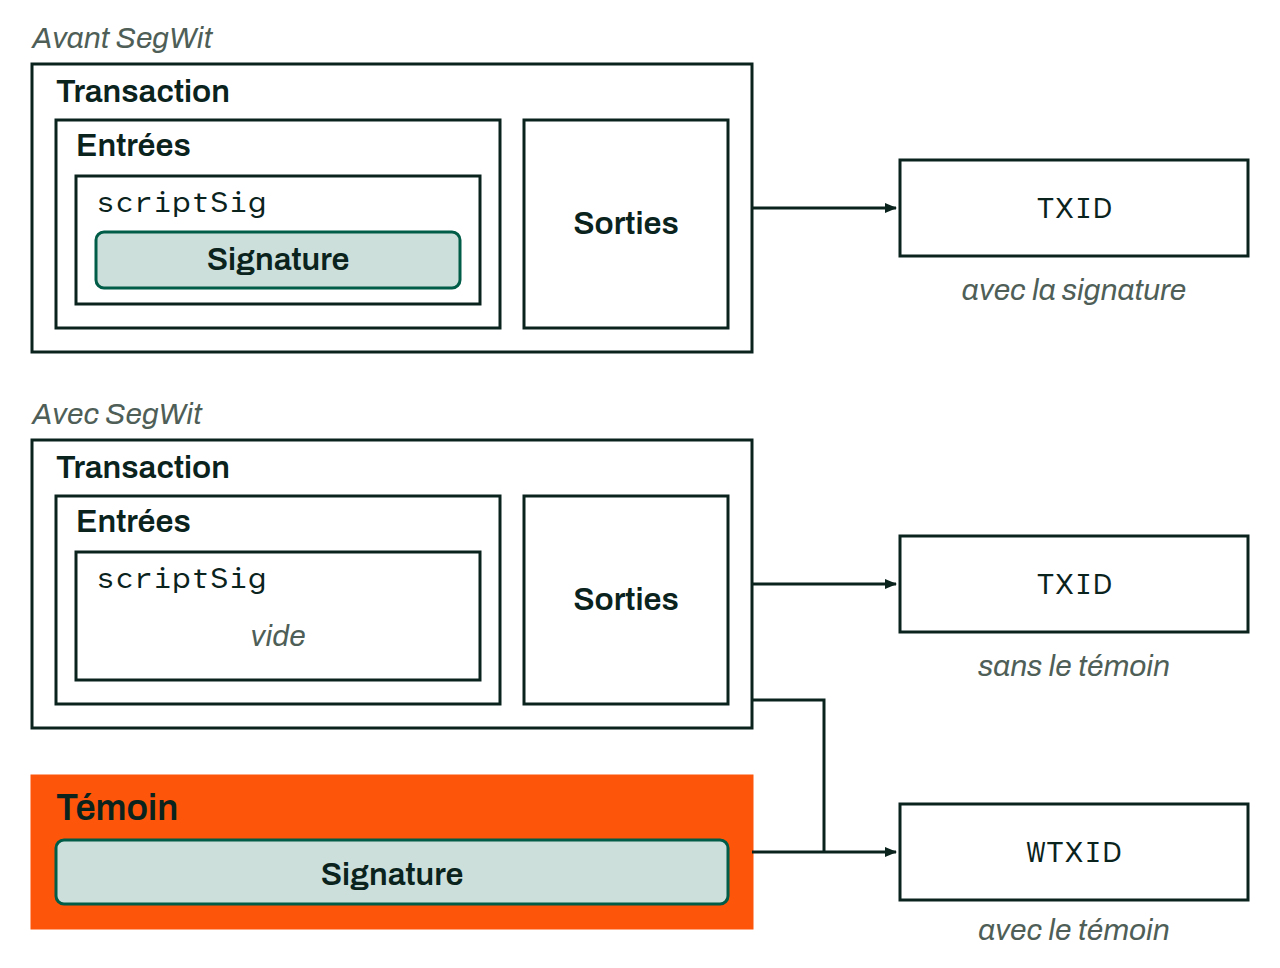 Avant SegWit
Transaction
Entrées
scriptSig
Signature
Sorties
TXID
avec la signature
Avec SegWit
Transaction
Entrées
scriptSig
vide
Sorties
TXID
sans le témoin
Témoin
Signature
WTXID
avec le témoin